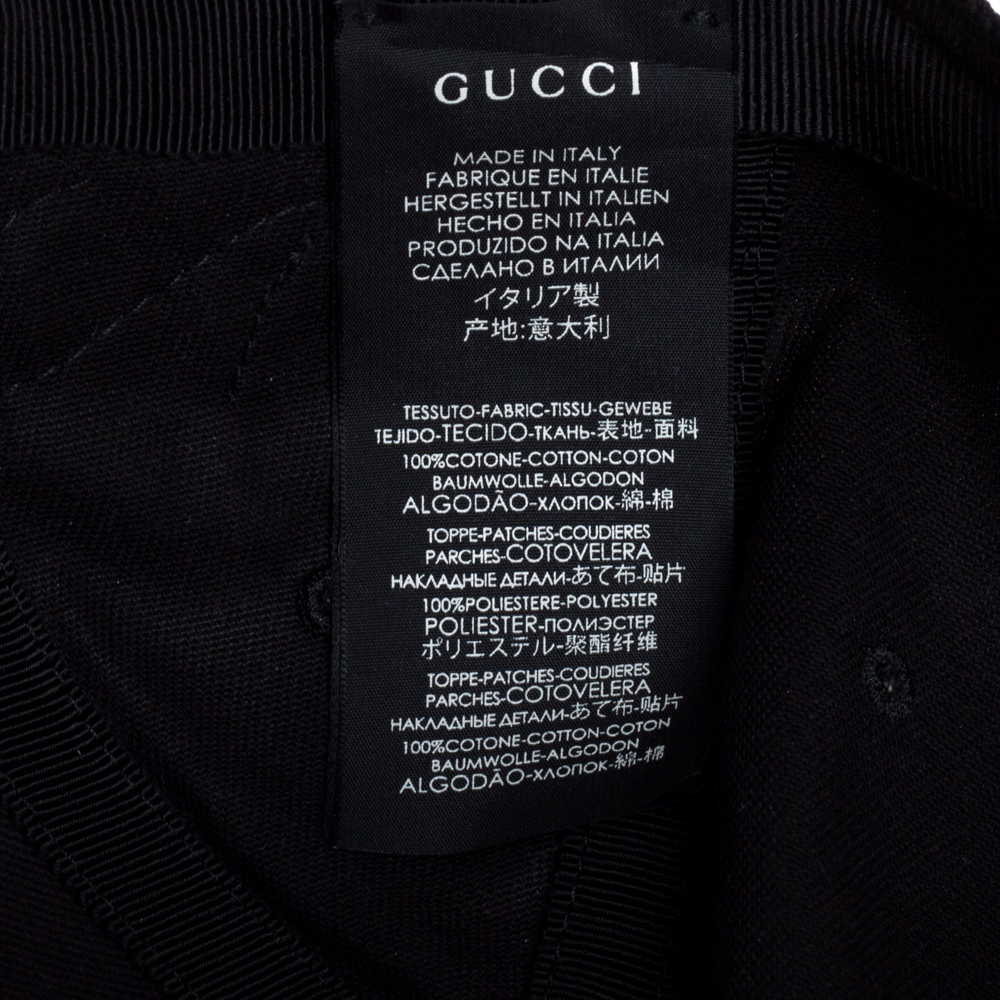 GUCCI
MADE IN ITALY
FABRIQUE EN ITALIE
HERGESTELLT IN ITALIEN
HECHO EN ITALIA
PRODUZIDO NA ITALIA
СДЕЛАНО В ИТАЛИИ
イタリア製
产地:意大利
TESSUTO-FABRIC-TISSU-GEWEBE
TEJIDO-TECIDO-ТКАНЬ-表地-面料
100%COTONE-COTTON-COTON
BAUMWOLLE-ALGODON
ALGODÃO-ХЛОПОК-綿-棉
TOPPE-PATCHES-COUDIERES
PARCHES-COTOVELERA
НАКЛАДНЫЕ ДЕТАЛИ-あて布-贴片
100%POLIESTERE-POLYESTER
POLIESTER-ПОЛИЭСТЕР
ポリエステル-聚酯纤维
TOPPE-PATCHES-COUDIERES
PARCHES-COTOVELERA
НАКЛАДНЫЕ ДЕТАЛИ-あて布-贴片
100%COTONE-COTTON-COTON
BAUMWOLLE-ALGODON
ALGODÃO-ХЛОПОК-綿-棉